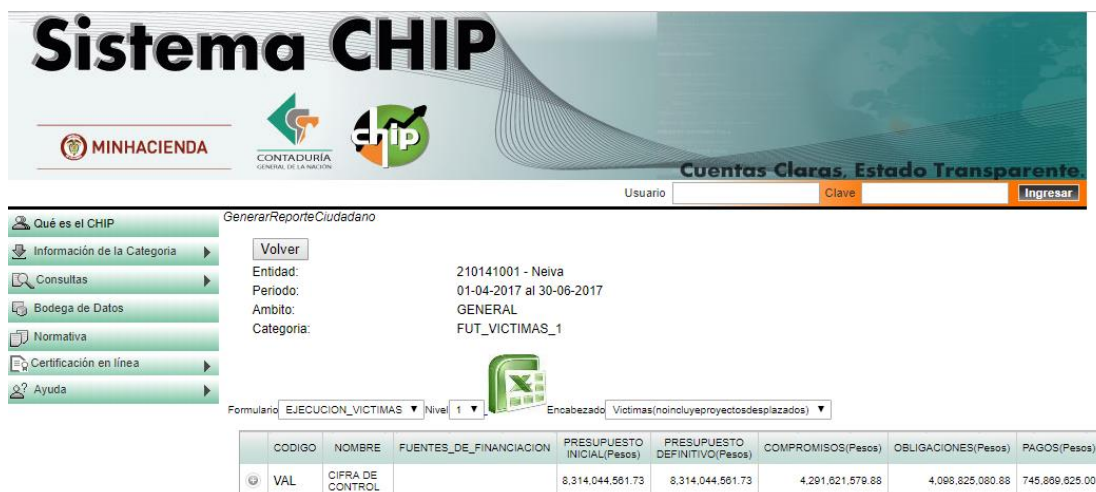 Sistema CHIP
MINHACIENDA
CONTADURÍA
GENERAL DE LA NACIÓN
chip
Cuentas Claras, Estado Transparente.
Usuario Clave Ingresar
Qué es el CHIP
Información de la Categoria
Consultas
Bodega de Datos
Normativa
Certificación en línea
Ayuda
GenerarReporteCiudadano
Volver
Entidad: 210141001 - Neiva
Periodo: 01-04-2017 al 30-06-2017
Ambito: GENERAL
Categoria: FUT_VICTIMAS_1
Formulario EJECUCION_VICTIMAS Nivel 1 Encabezado Victimas(noincluyeproyectosdesplazados)
CODIGO NOMBRE FUENTES_DE_FINANCIACION PRESUPUESTO INICIAL(Pesos) PRESUPUESTO DEFINITIVO(Pesos) COMPROMISOS(Pesos) OBLIGACIONES(Pesos) PAGOS(Pesos)
VAL CIFRA DE CONTROL 8,314,044,561.73 8,314,044,561.73 4,291,621,579.88 4,098,825,080.88 745,869,625.00